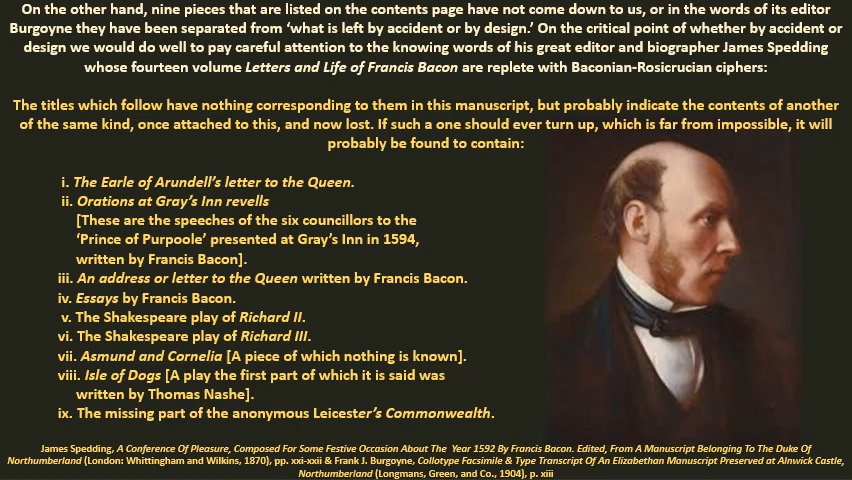 On the other hand, nine pieces that are listed on the contents page have not come down to us, or in the words of its editor
Burgoyne they have been separated from ‘what is left by accident or by design.’ On the critical point of whether by accident or
design we would do well to pay careful attention to the knowing words of his great editor and biographer James Spedding
whose fourteen volume Letters and Life of Francis Bacon are replete with Baconian-Rosicrucian ciphers:
The titles which follow have nothing corresponding to them in this manuscript, but probably indicate the contents of another
of the same kind, once attached to this, and now lost. If such a one should ever turn up, which is far from impossible, it will
probably be found to contain:
i. The Earle of Arundell’s letter to the Queen.
ii. Orations at Gray’s Inn revells
[These are the speeches of the six councillors to the
‘Prince of Purpoole’ presented at Gray’s Inn in 1594,
written by Francis Bacon].
iii. An address or letter to the Queen written by Francis Bacon.
iv. Essays by Francis Bacon.
v. The Shakespeare play of Richard II.
vi. The Shakespeare play of Richard III.
vii. Asmund and Cornelia [A piece of which nothing is known].
viii. Isle of Dogs [A play the first part of which it is said was
written by Thomas Nashe].
ix. The missing part of the anonymous Leicester’s Commonwealth.
James Spedding, A Conference Of Pleasure, Composed For Some Festive Occasion About The Year 1592 By Francis Bacon. Edited, From A Manuscript Belonging To The Duke Of
Northumberland (London: Whittingham and Wilkins, 1870), pp. xxi-xxii & Frank J. Burgoyne, Collotype Facsimile & Type Transcript Of An Elizabethan Manuscript Preserved at Alnwick Castle,
Northumberland (Longmans, Green, and Co., 1904), p. xiii